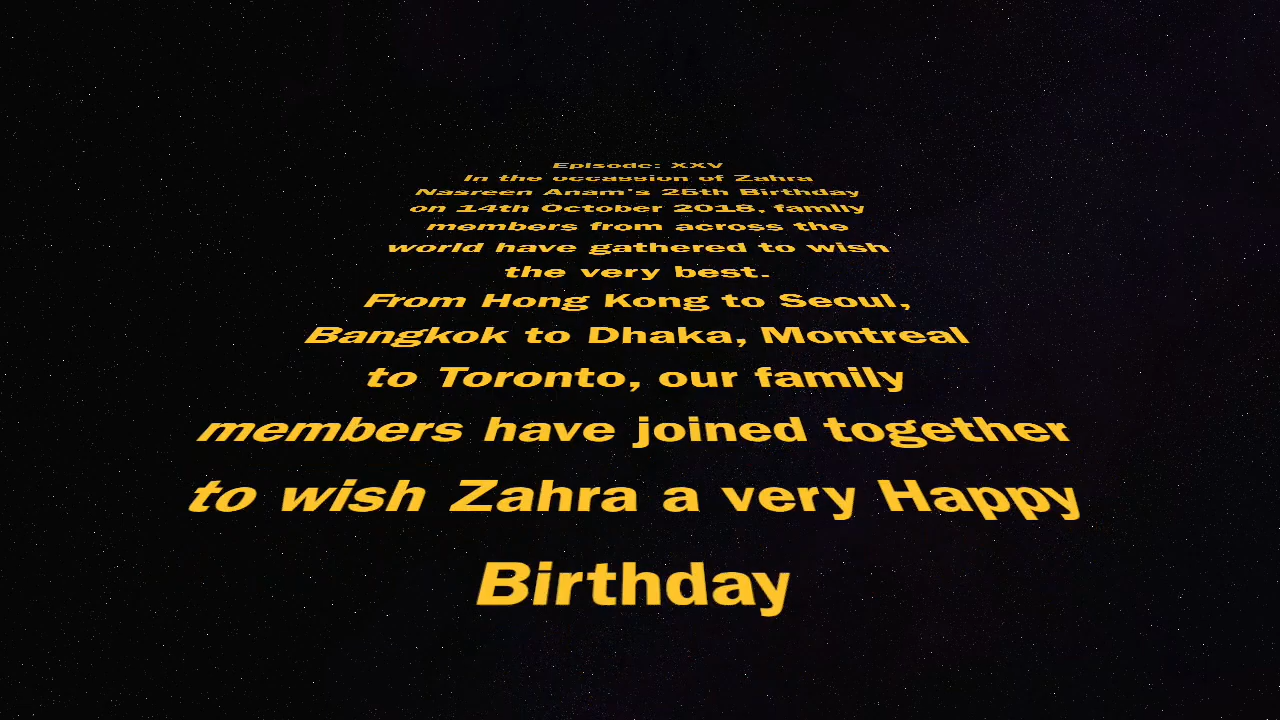 Episode: XXV
In the occassion of Zahra
Nasreen Anam's 25th Birthday
on 14th October 2018, family
members from across the
world have gathered to wish
the very best.
From Hong Kong to Seoul,
Bangkok to Dhaka, Montreal
to Toronto, our family
members have joined together
to wish Zahra a very Happy
Birthday